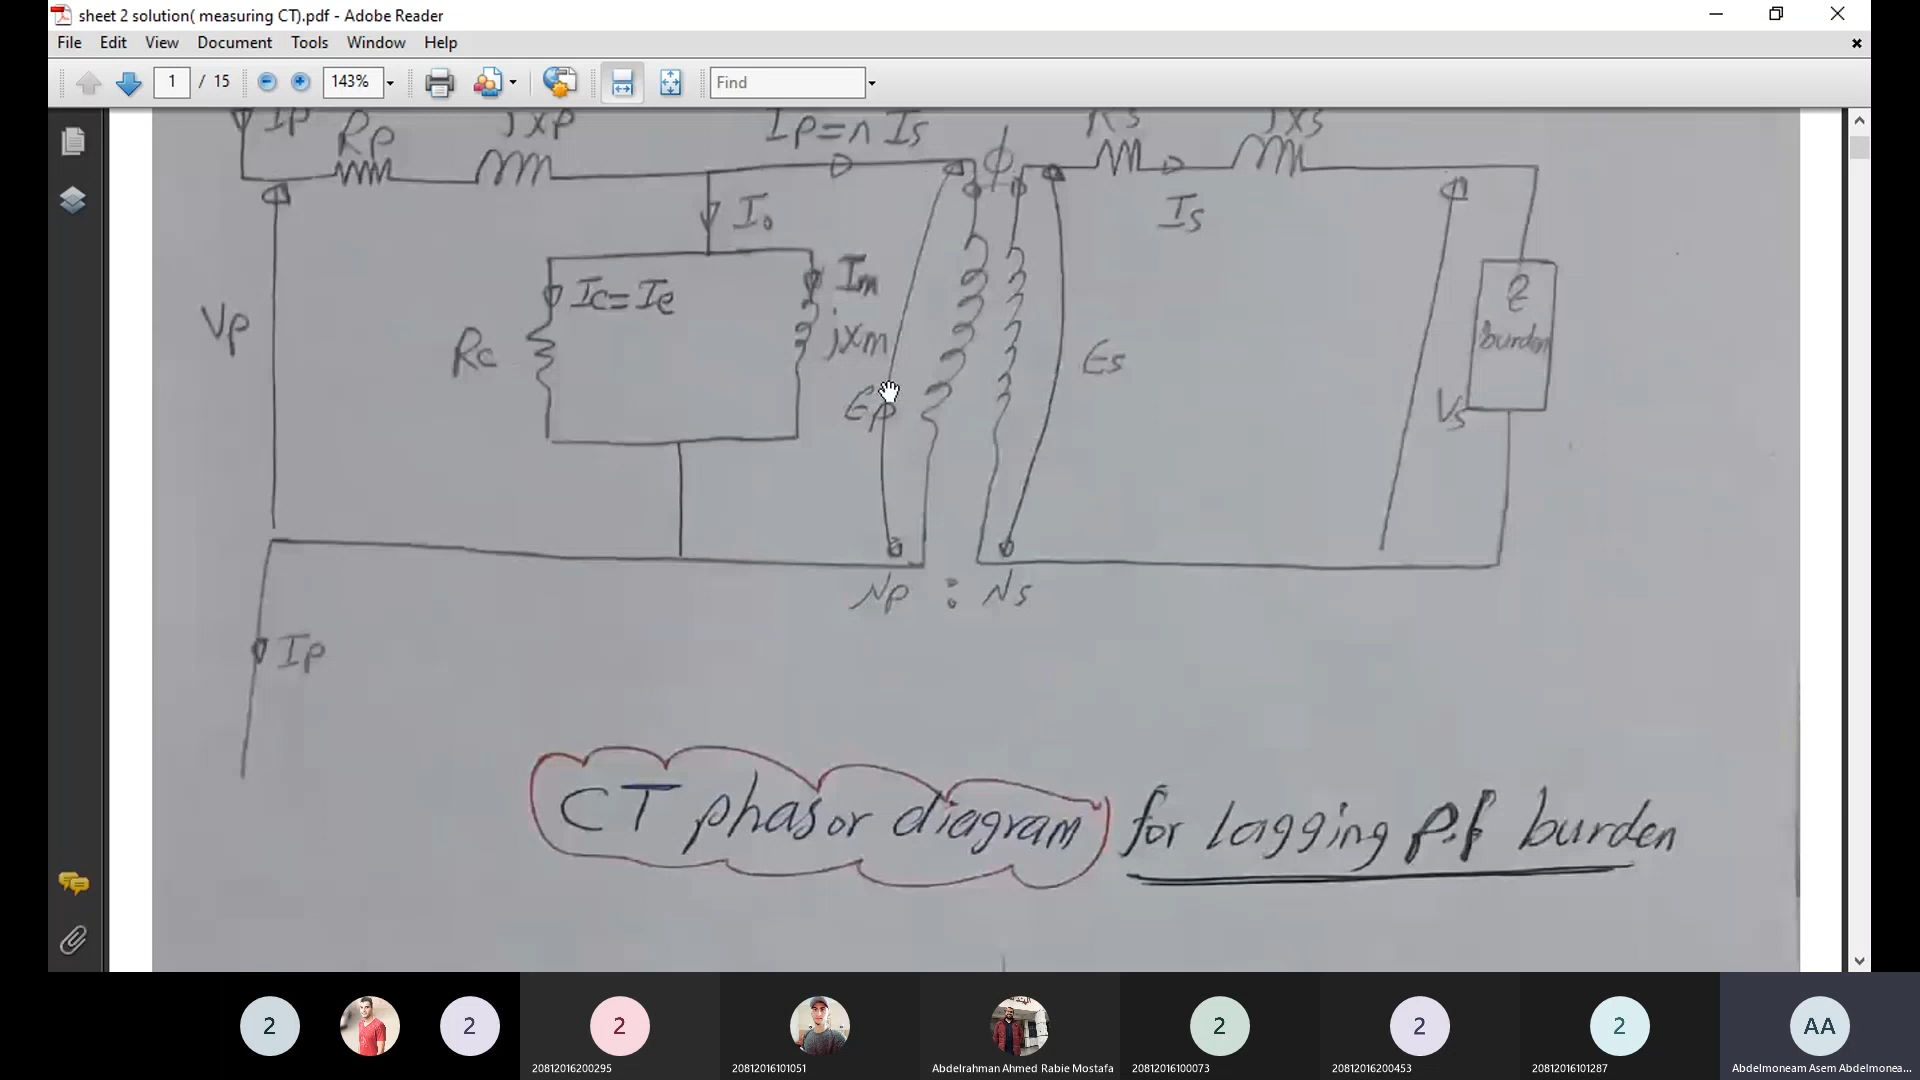 sheet 2 solution( measuring CT).pdf - Adobe Reader
File Edit View Document Tools Window Help
1 / 15 143% Find
Ip Rp jxp Ip=n Is ϕ Rs jxs
Io Is
Ic=Ie Im
Vp Rc jxm Ep Es Vs Z
burden
Np : Ns
Ip
CT phasor diagram for lagging p.f burden
2 2 2 2 2 2 AA
20812016200295 20812016101051 Abdelrahman Ahmed Rabie Mostafa 20812016100073 20812016200453 20812016101287 Abdelmoneam Asem Abdelmonea...